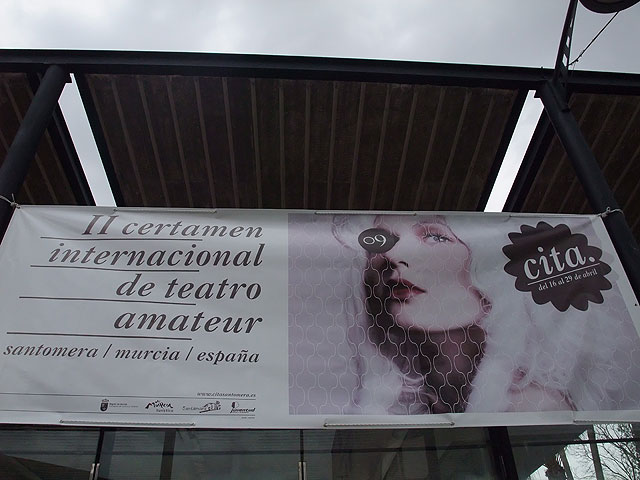 II certamen
internacional
de teatro
amateur
santomera / murcia / españa
www.citasantomera.es
09
cita.
del 16 al 29 de abril